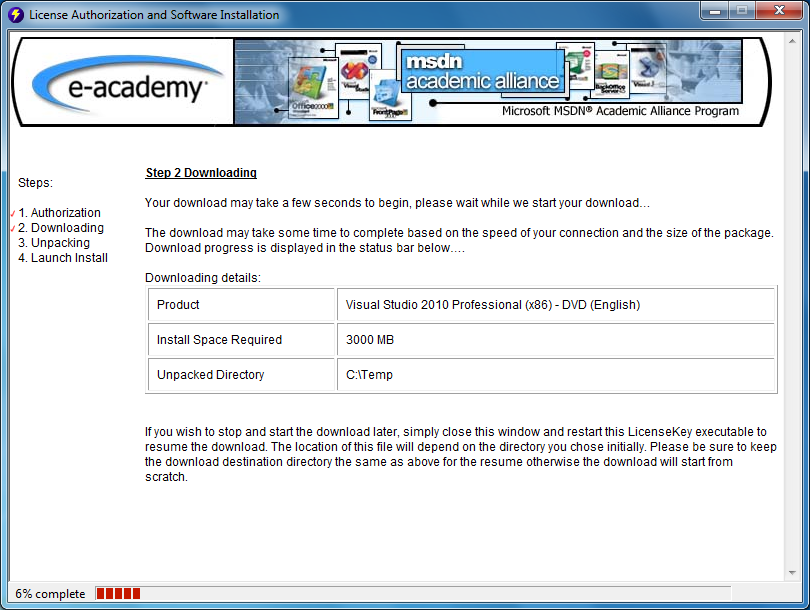 License Authorization and Software Installation
e-academy
msdn
academic alliance
Office2000
FrontPage
BackOffice
Server
Microsoft MSDN® Academic Alliance Program
Steps:
✓1. Authorization
✓2. Downloading
3. Unpacking
4. Launch Install
Step 2 Downloading
Your download may take a few seconds to begin, please wait while we start your download...
The download may take some time to complete based on the speed of your connection and the size of the package.
Download progress is displayed in the status bar below....
Downloading details:
Product Visual Studio 2010 Professional (x86) - DVD (English)
Install Space Required 3000 MB
Unpacked Directory C:\Temp
If you wish to stop and start the download later, simply close this window and restart this LicenseKey executable to
resume the download. The location of this file will depend on the directory you chose initially. Please be sure to keep
the download destination directory the same as above for the resume otherwise the download will start from
scratch.
6% complete